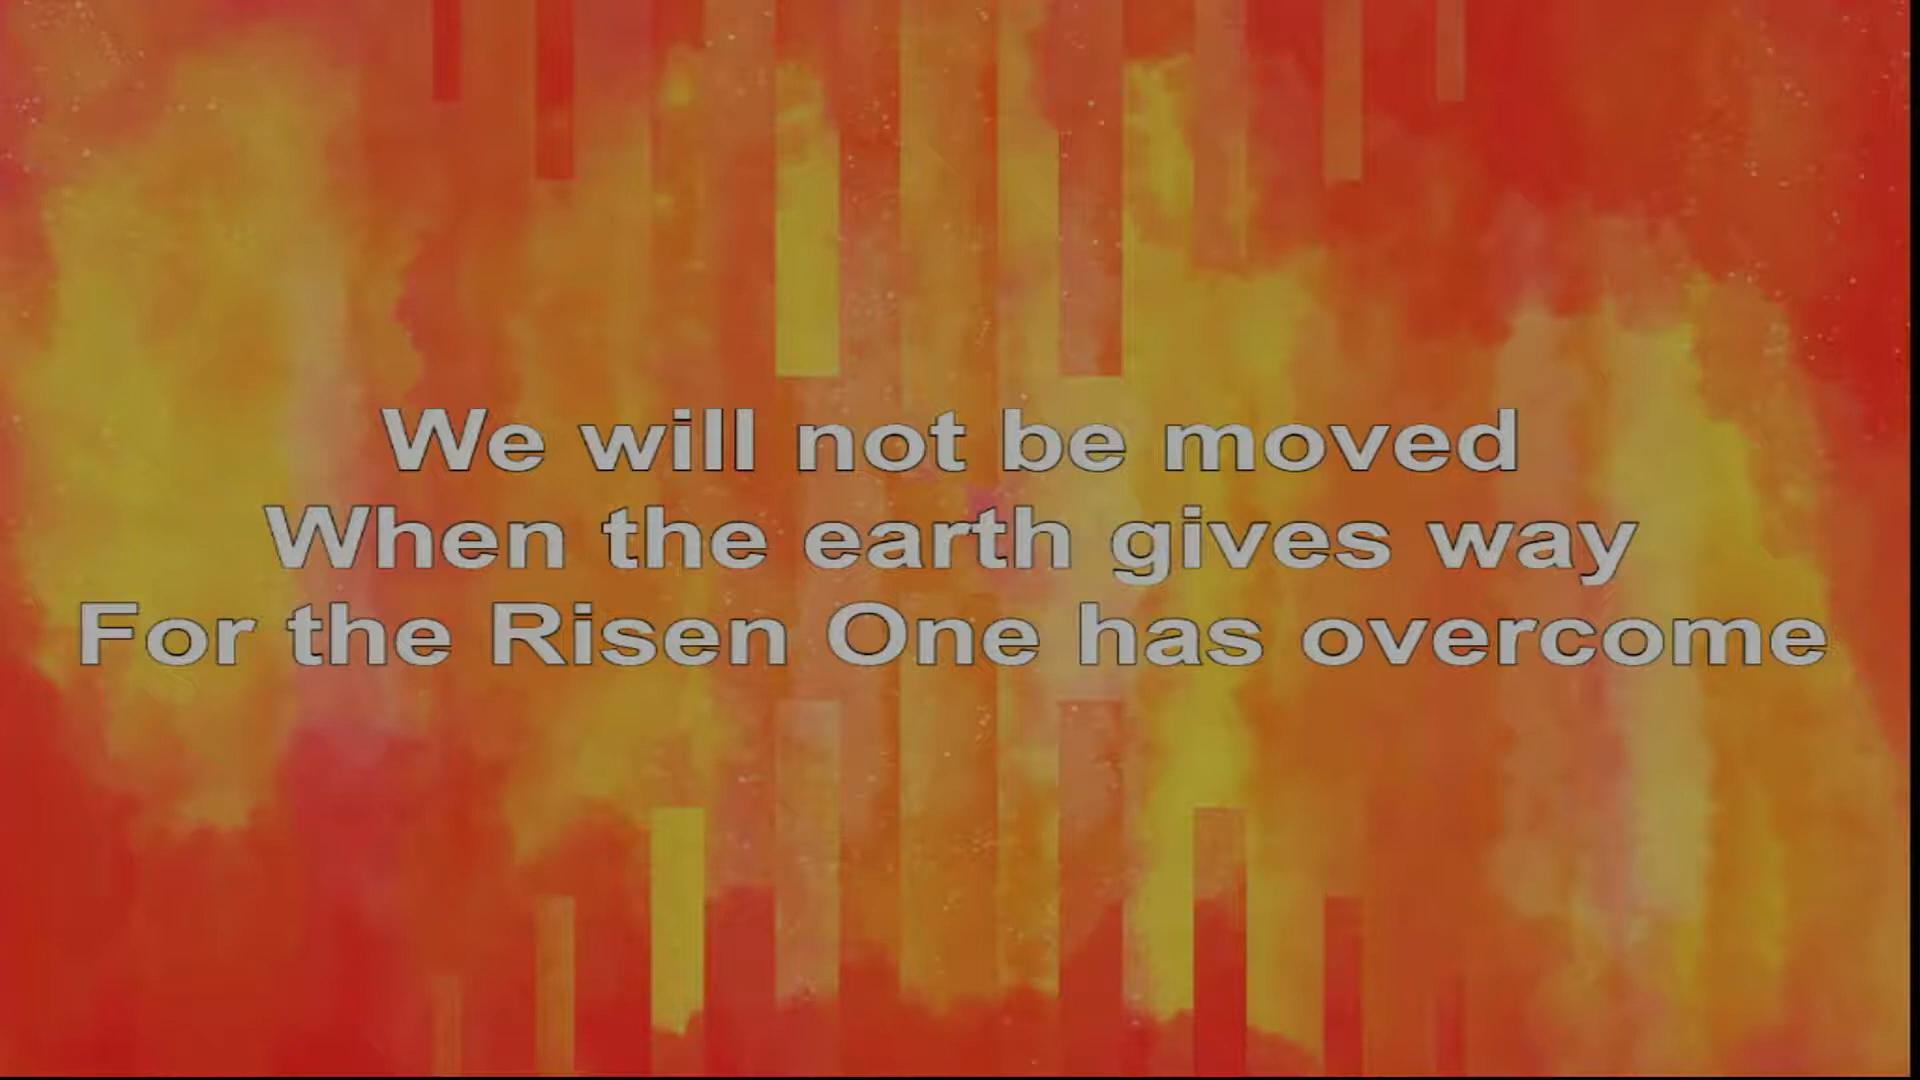 We will not be moved
When the earth gives way
For the Risen One has overcome